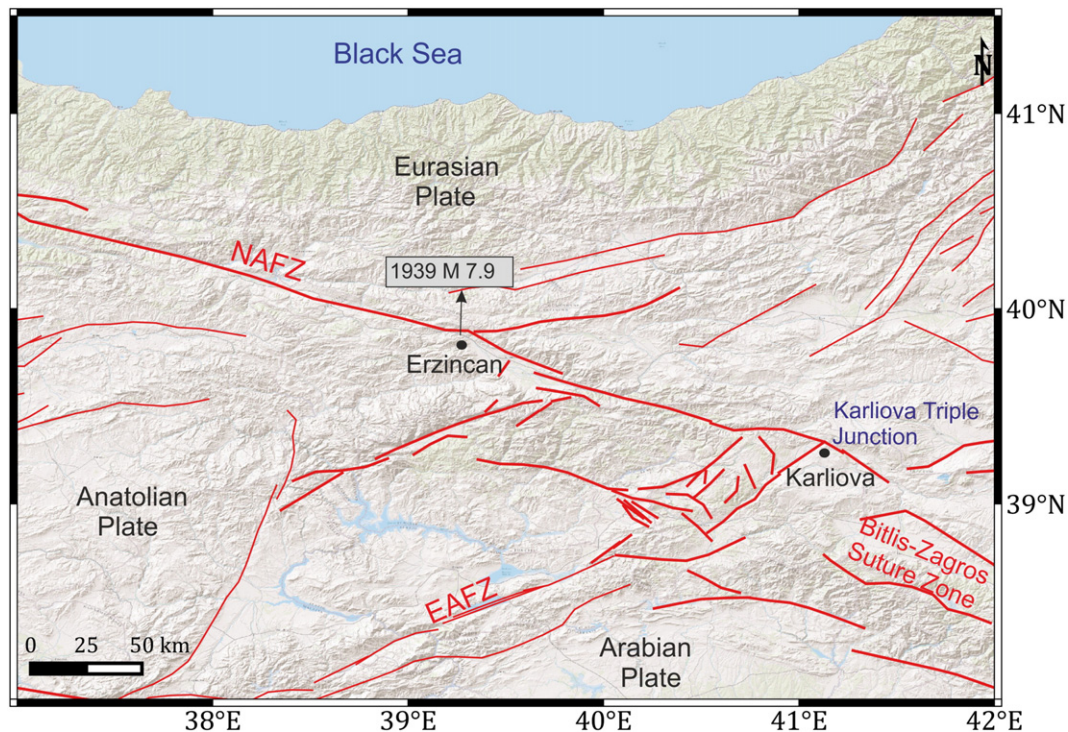 Black Sea
N
41°N
Eurasian
Plate
NAFZ
1939 M 7.9
40°N
Erzincan
Karliova Triple
Junction
Karliova
Anatolian
Plate
39°N
Bitlis-Zagros
Suture Zone
EAFZ
0 25 50 km
Arabian
Plate
38°E 39°E 40°E 41°E 42°E